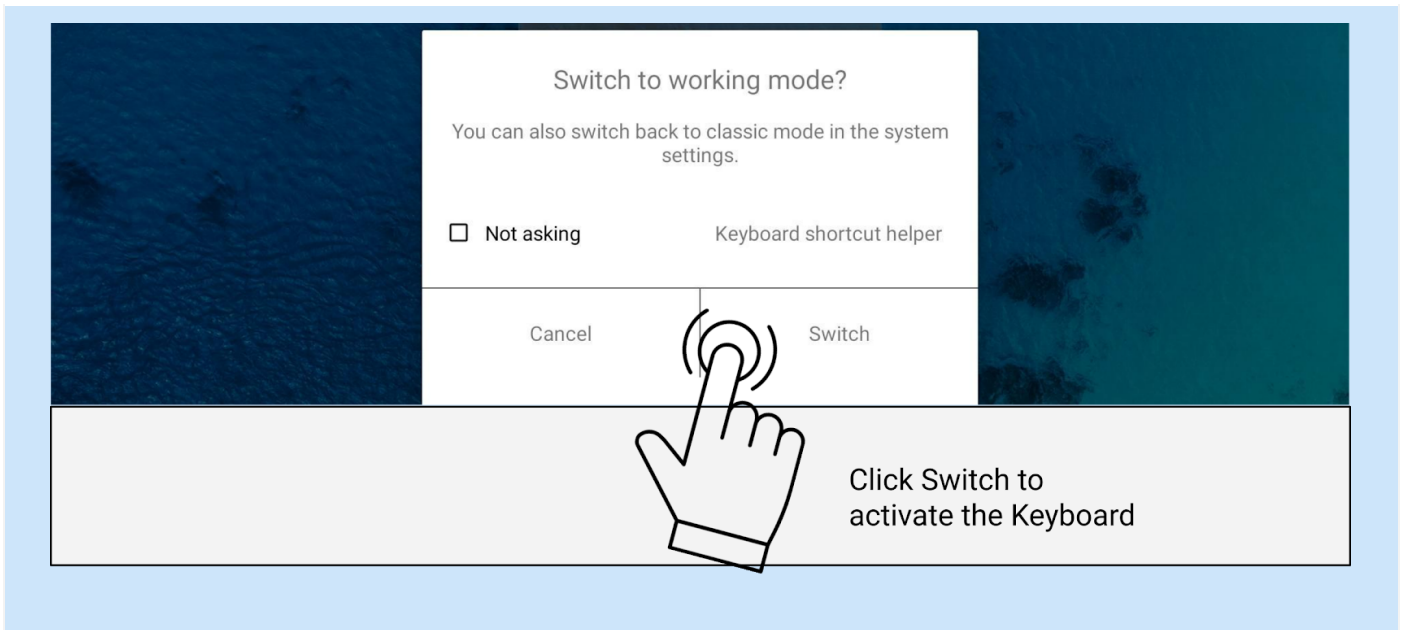 Switch to working mode?
You can also switch back to classic mode in the system
settings.
Not asking
Keyboard shortcut helper
Cancel
Switch
Click Switch to
activate the Keyboard